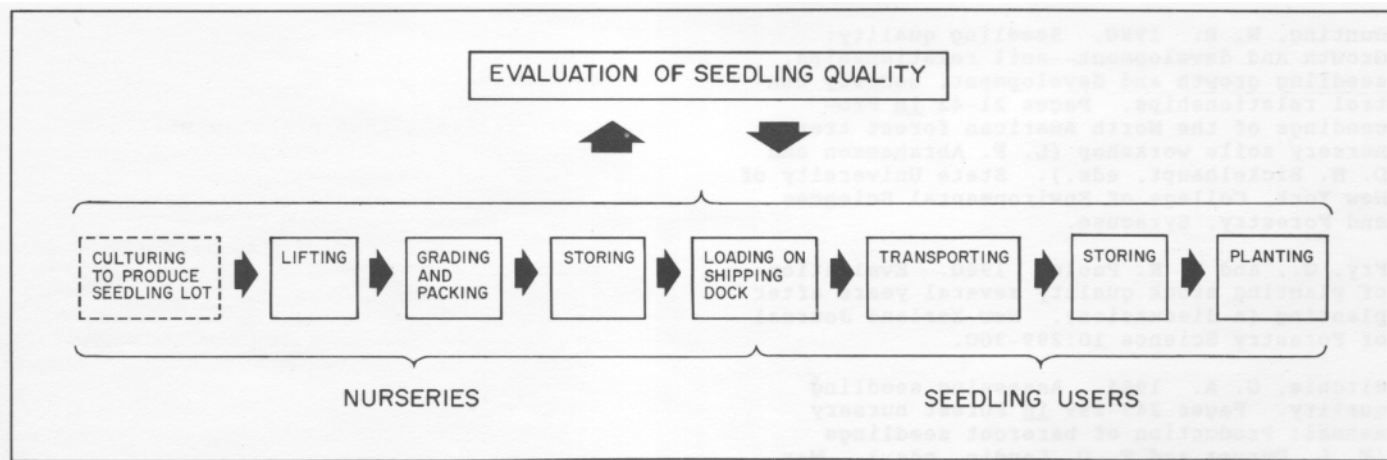 EVALUATION OF SEEDLING QUALITY
CULTURING
TO PRODUCE
SEEDLING LOT
LIFTING
GRADING
AND
PACKING
STORING
LOADING ON
SHIPPING
DOCK
TRANSPORTING
STORING
PLANTING
NURSERIES
SEEDLING USERS